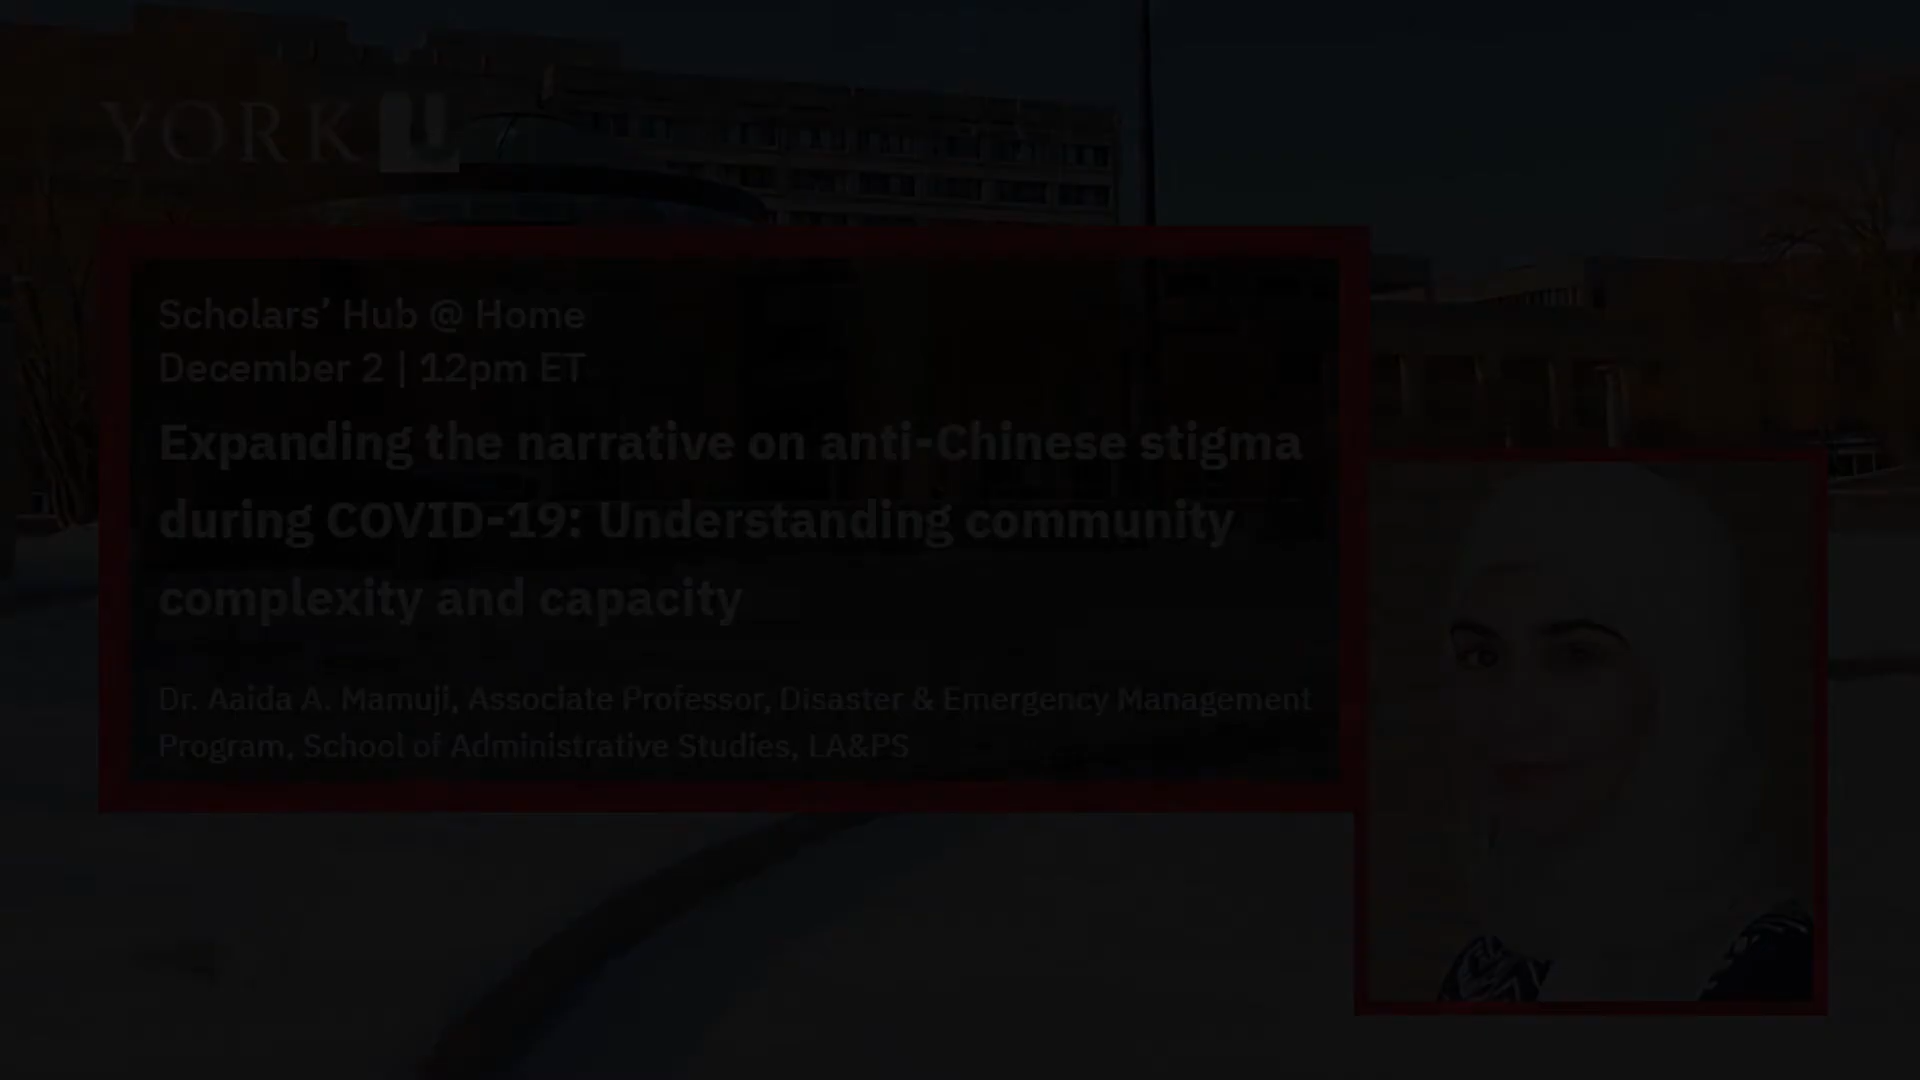 YORK U
Scholars’ Hub @ Home
December 2 | 12pm ET
Expanding the narrative on anti-Chinese stigma
during COVID-19: Understanding community
complexity and capacity
Dr. Aaida A. Mamuji, Associate Professor, Disaster & Emergency Management
Program, School of Administrative Studies, LA&PS